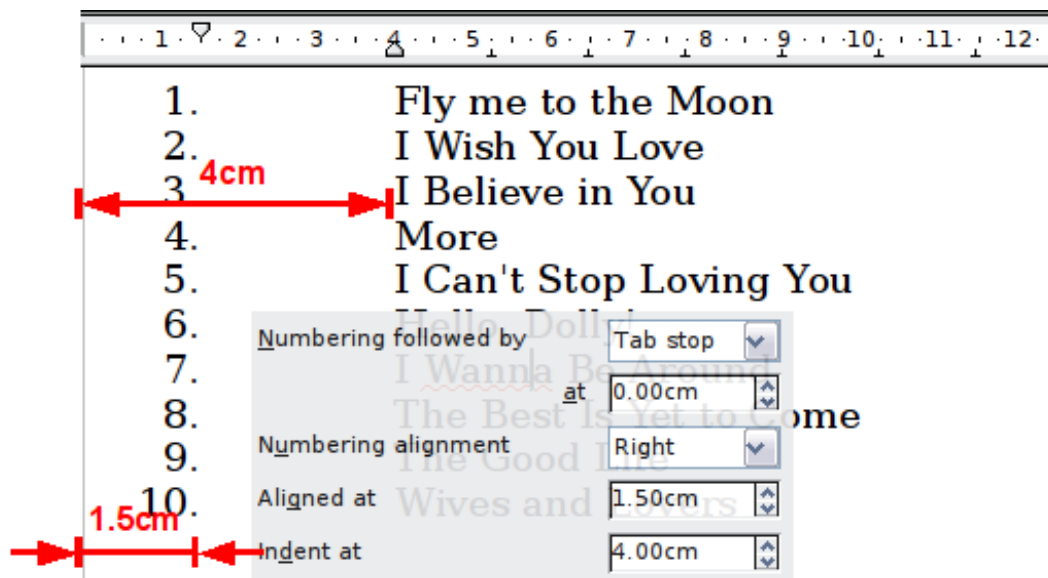 1 2 3 4 5 6 7 8 9 10 11 12
1. Fly me to the Moon
2. I Wish You Love
4cm
3 I Believe in You
4. More
5. I Can't Stop Loving You
6. Hello, Dolly!
Numbering followed by Tab stop
7. I Wanna Be Around
at 0.00cm
8. The Best Is Yet to Come
Numbering alignment Right
9. The Good Life
Aligned at 1.50cm
10. Wives and Lovers
1.5cm
Indent at 4.00cm